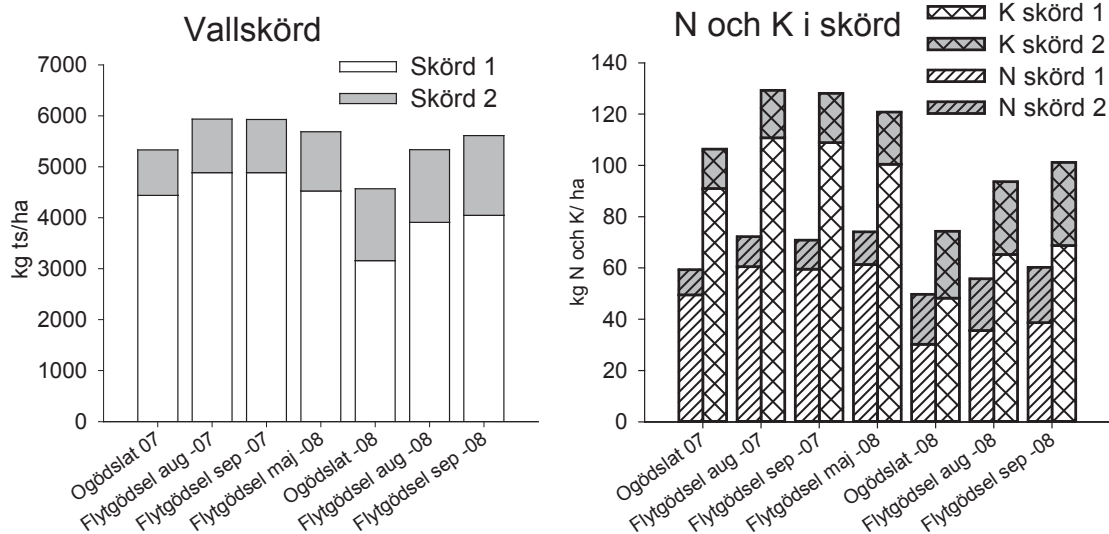 Vallskörd
Skörd 1
Skörd 2
kg ts/ha
7000
6000
5000
4000
3000
2000
1000
0
Ogödslat 07
Flytgödsel aug -07
Flytgödsel sep -07
Flytgödsel maj -08
Ogödslat -08
Flytgödsel aug -08
Flytgödsel sep -08
N och K i skörd
K skörd 1
K skörd 2
N skörd 1
N skörd 2
kg N och K/ ha
140
120
100
80
60
40
20
0
Ogödslat 07
Flytgödsel aug -07
Flytgödsel sep -07
Flytgödsel maj -08
Ogödslat -08
Flytgödsel aug -08
Flytgödsel sep -08